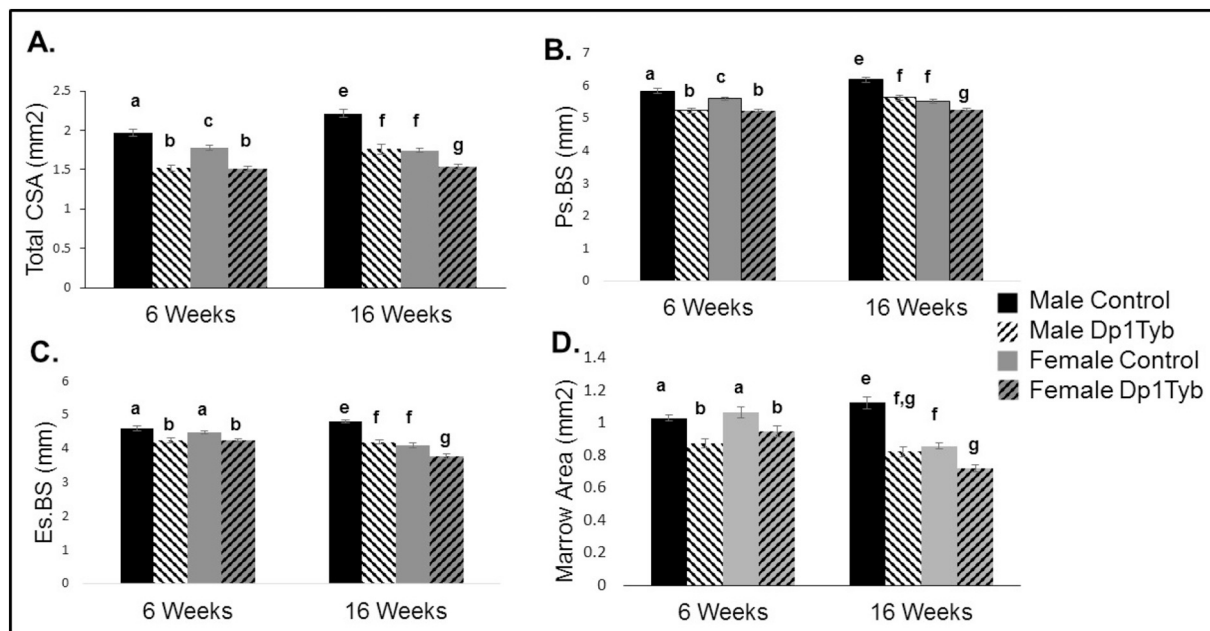 A.
Total CSA (mm2)
2.5
2
1.5
1
0.5
0
a
b
c
b
e
f
f
g
6 Weeks
16 Weeks
B.
Ps.BS (mm)
7
6
5
4
3
2
1
0
a
b
c
b
e
f
f
g
6 Weeks
16 Weeks
Male Control
Male Dp1Tyb
Female Control
Female Dp1Tyb
C.
Es.BS (mm)
6
5
4
3
2
1
0
a
b
a
b
e
f
f
g
6 Weeks
16 Weeks
D.
Marrow Area (mm2)
1.4
1.2
1
0.8
0.6
0.4
0.2
0
a
b
a
b
e
f,g
f
g
6 Weeks
16 Weeks